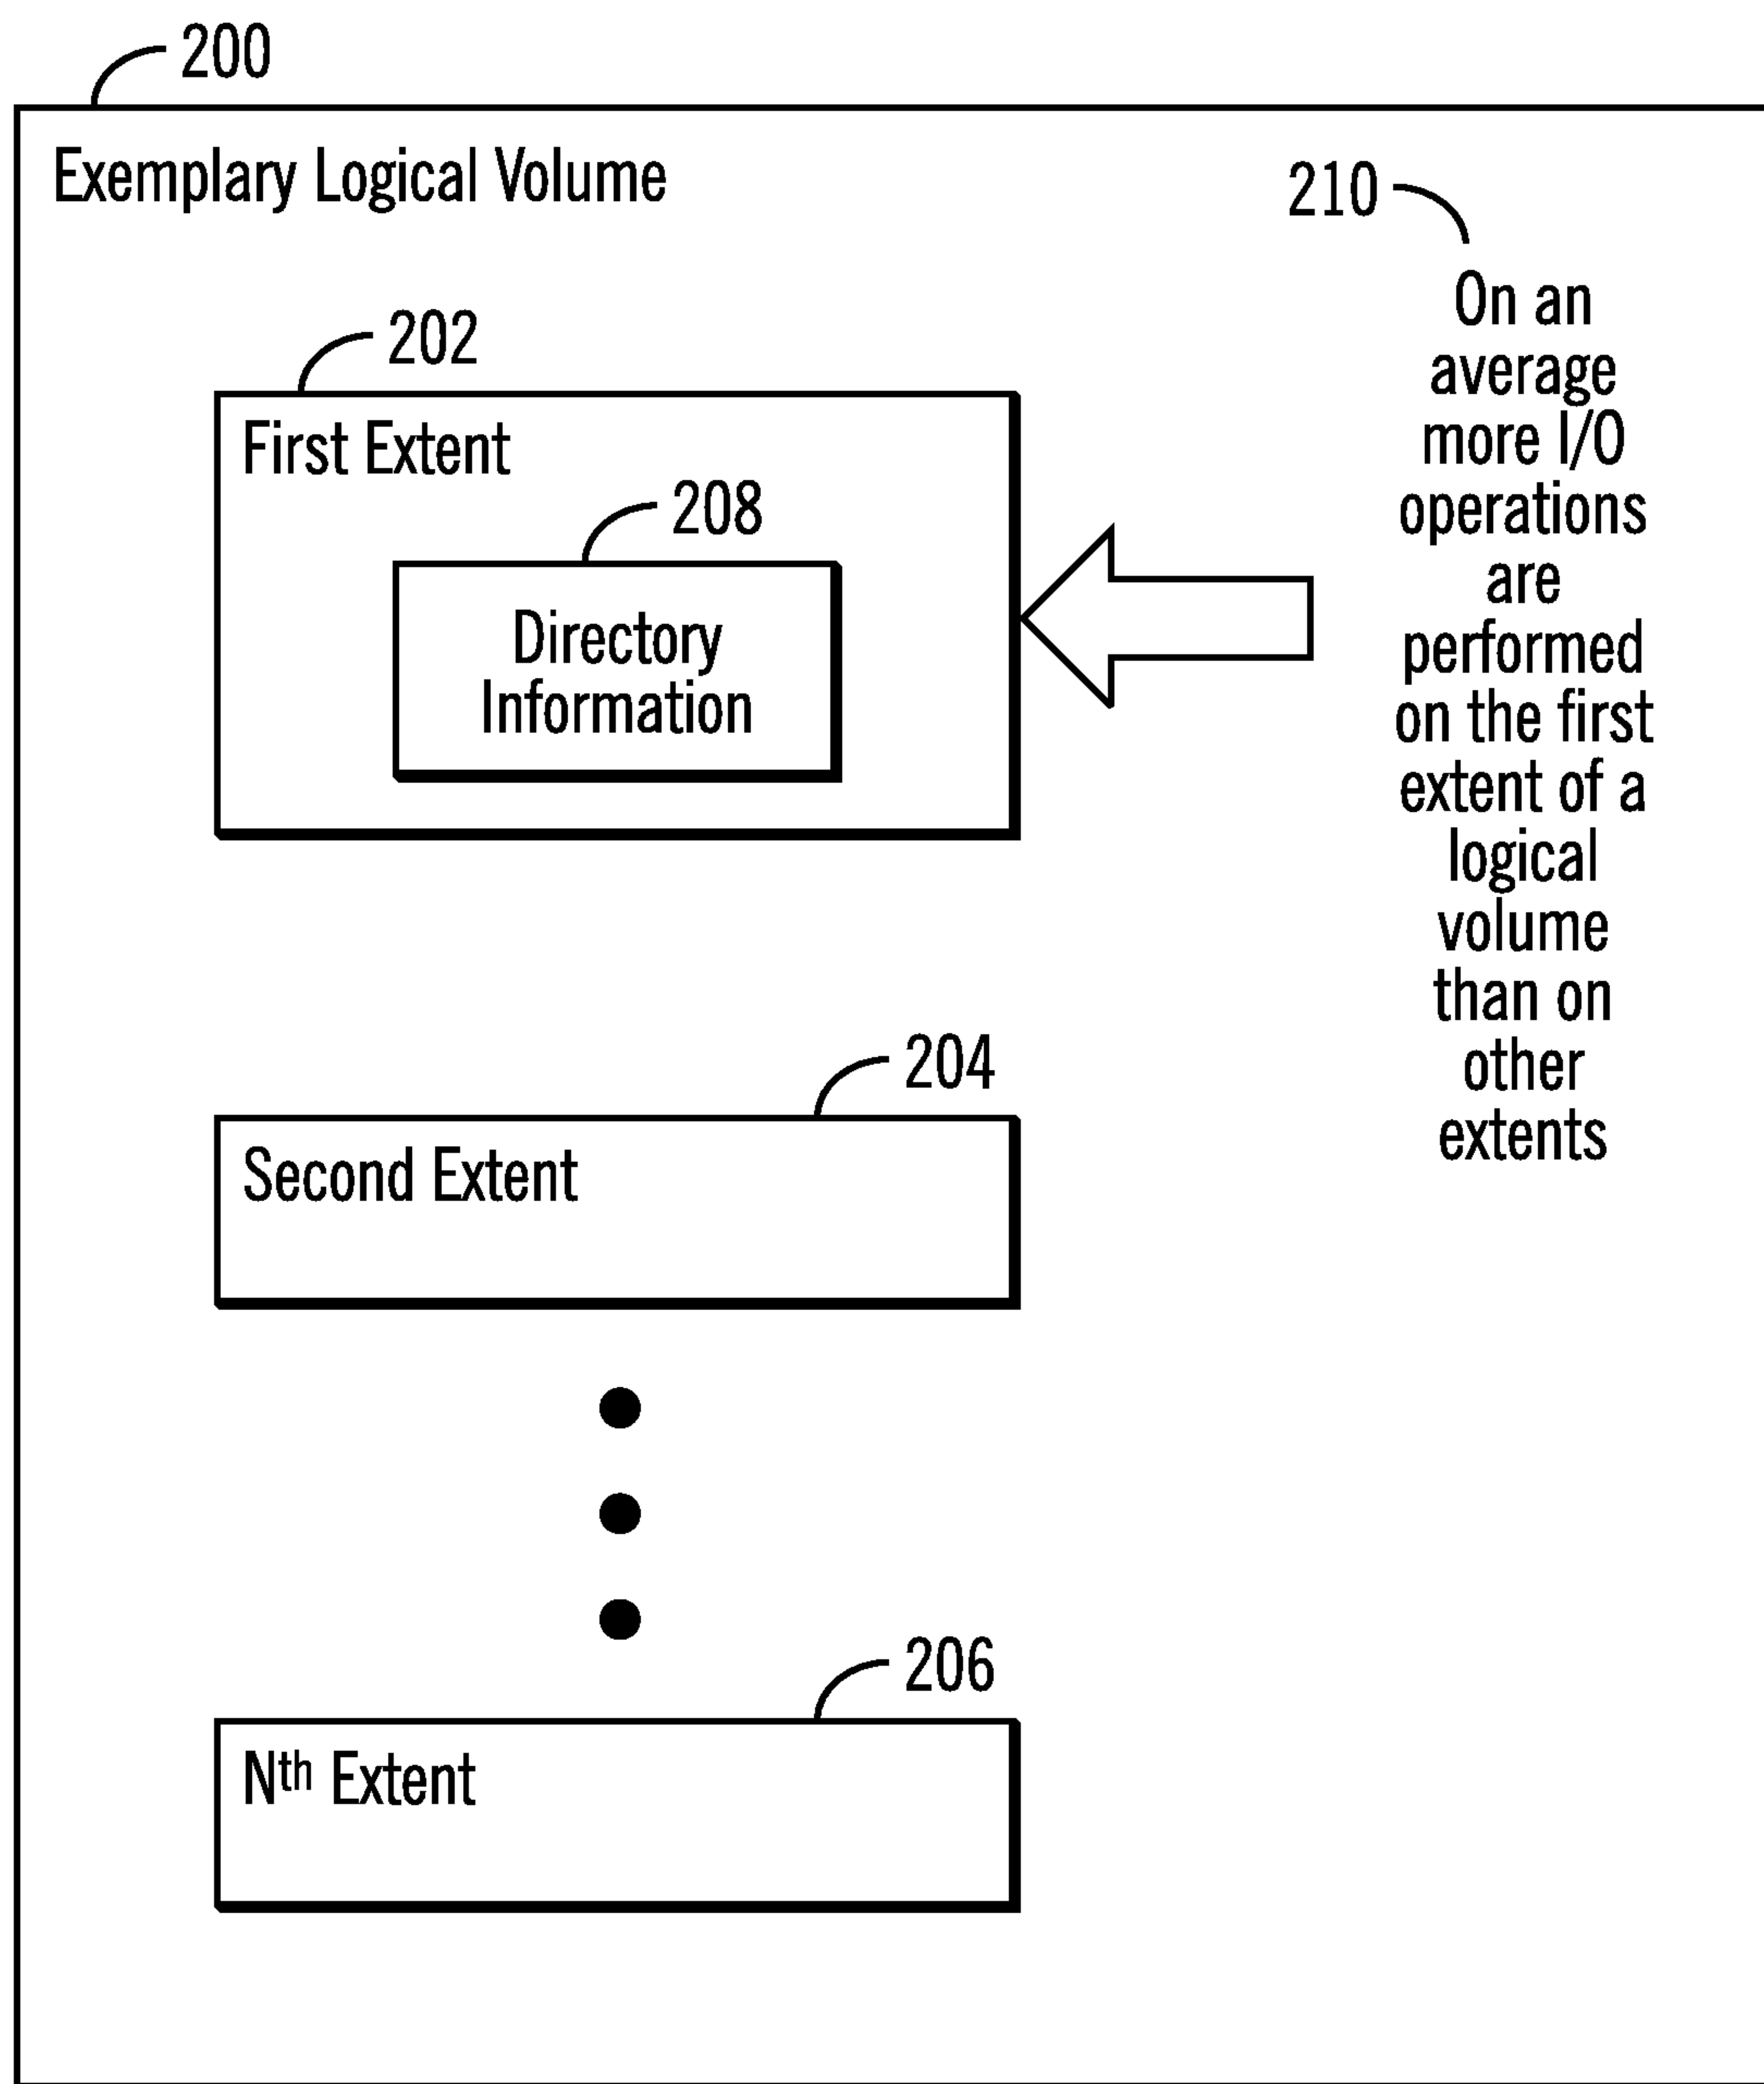 200
Exemplary Logical Volume
210
On an
average
more I/O
operations
are
performed
on the first
extent of a
logical
volume
than on
other
extents
202
First Extent
208
Directory
Information
204
Second Extent
206
Nth Extent